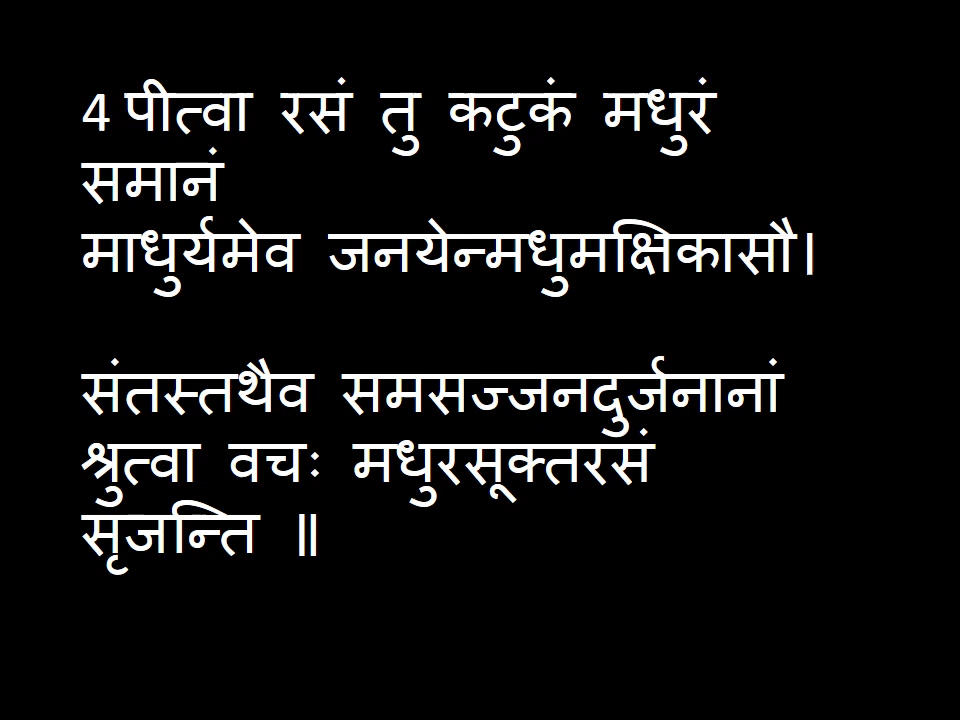 4 पीत्वा रसं तु कटुकं मधुरं
समानं
माधुर्यमेव जनयेन्मधुमक्षिकासौ।
संतस्तथैव समसज्जनदुर्जनानां
श्रुत्वा वचः मधुरसूक्तरसं
सृजन्ति ॥